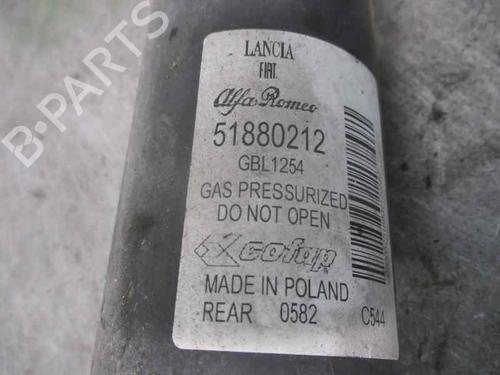 LANCIA
FIAT
Alfa Romeo
51880212
GBL1254
GAS PRESSURIZED
DO NOT OPEN
cofap
MADE IN POLAND
REAR 0582 C544
B-PARTS